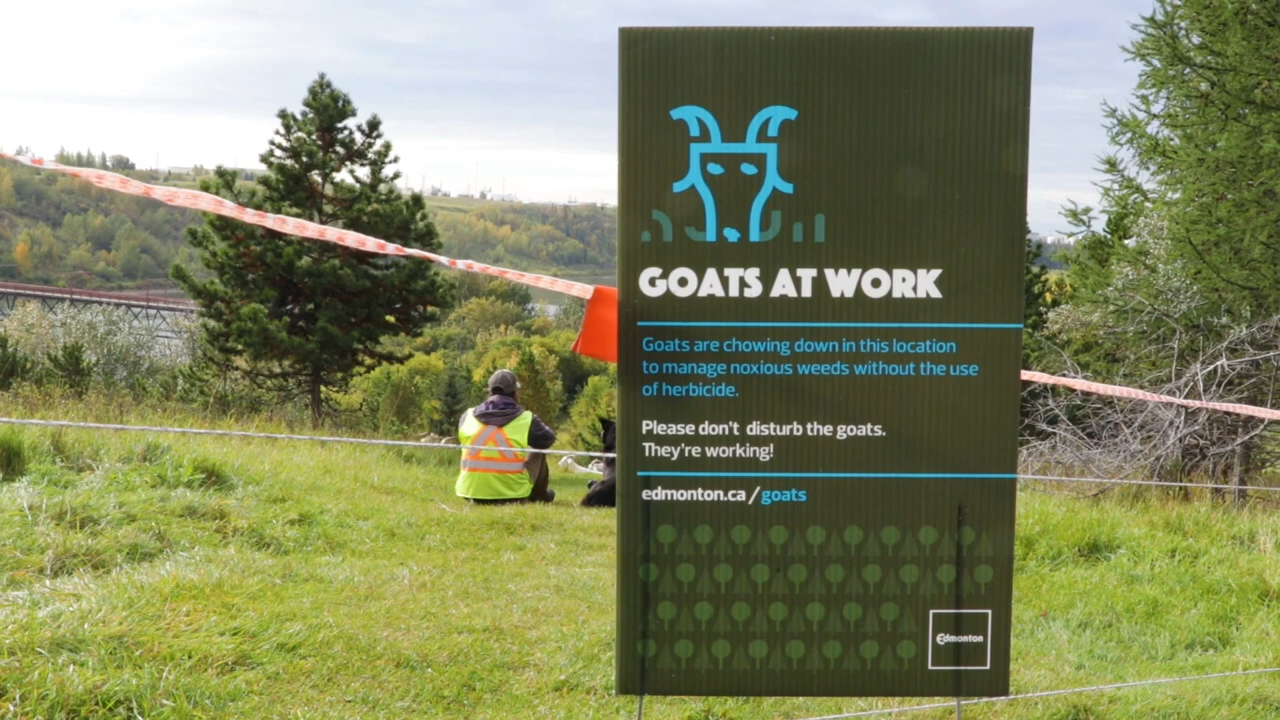 GOATS AT WORK
Goats are chowing down in this location
to manage noxious weeds without the use
of herbicide.
Please don't disturb the goats.
They're working!
edmonton.ca/goats
Edmonton